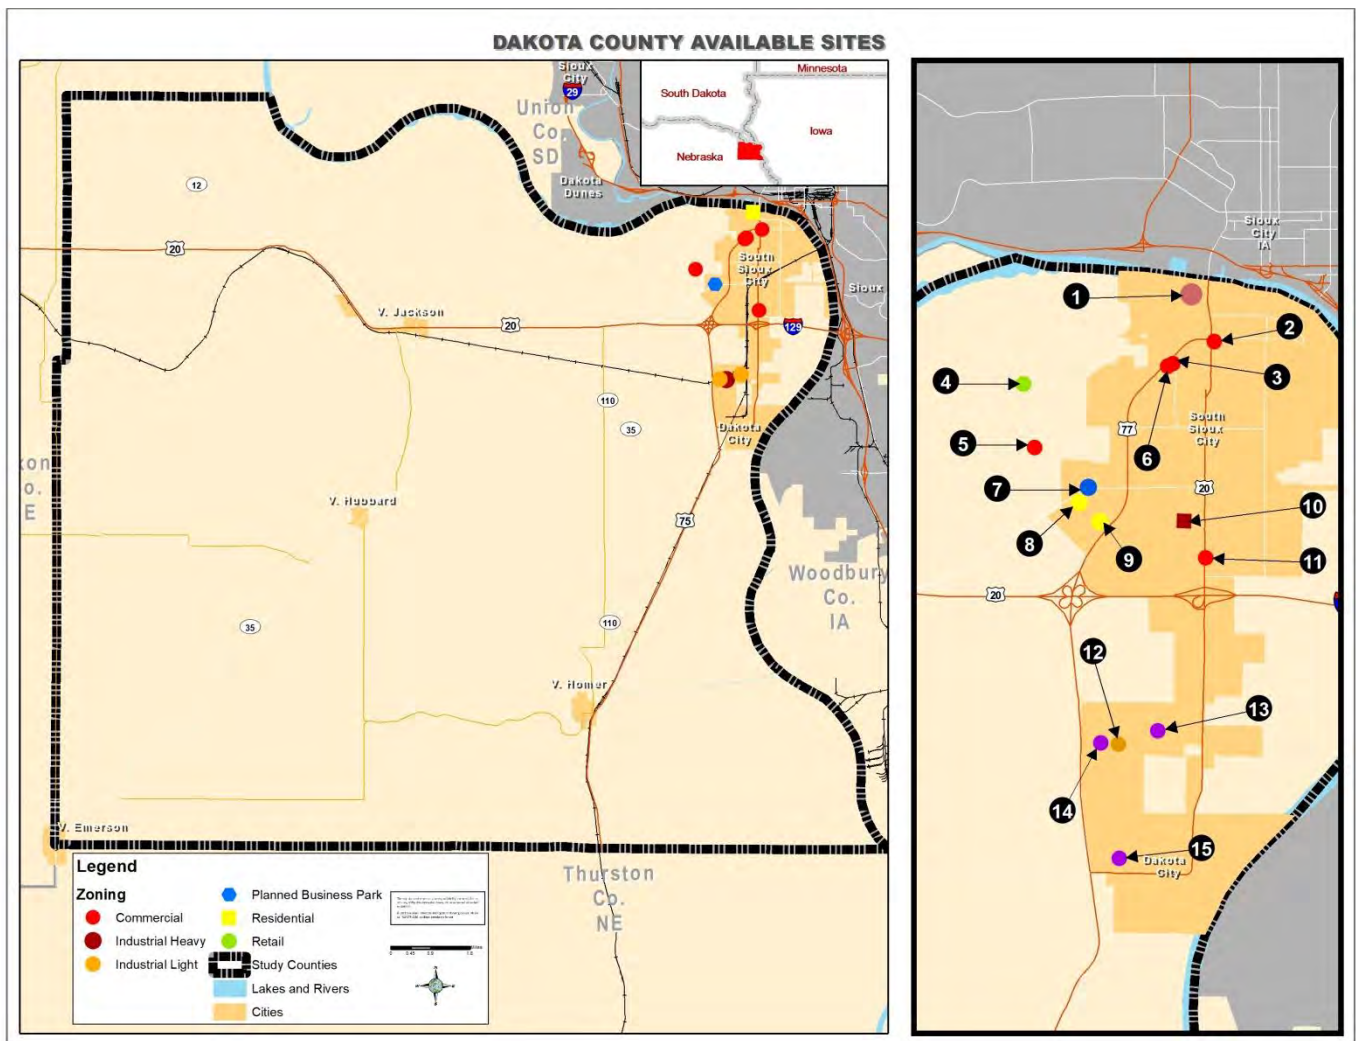 DAKOTA COUNTY AVAILABLE SITES
Sioux
City
29
Union
Co.
SD
Dakota
Dunes
Minnesota
South Dakota
Iowa
Nebraska
12
20
South
Sioux
City
Sioux
V. Jackson
20
129
110
35
Dakota
City
xon
o.
E
V. Hubbard
75
Woodbury
Co.
IA
35
110
V. Homer
V. Emerson
Thurston
Co.
NE
Legend
Zoning
Commercial
Industrial Heavy
Industrial Light
Planned Business Park
Residential
Retail
Study Counties
Lakes and Rivers
Cities
Sioux
City
IA
1
2
3
4
South
Sioux
City
77
5
6
7
20
8
9
10
11
20
12
13
14
15
Dakota
City